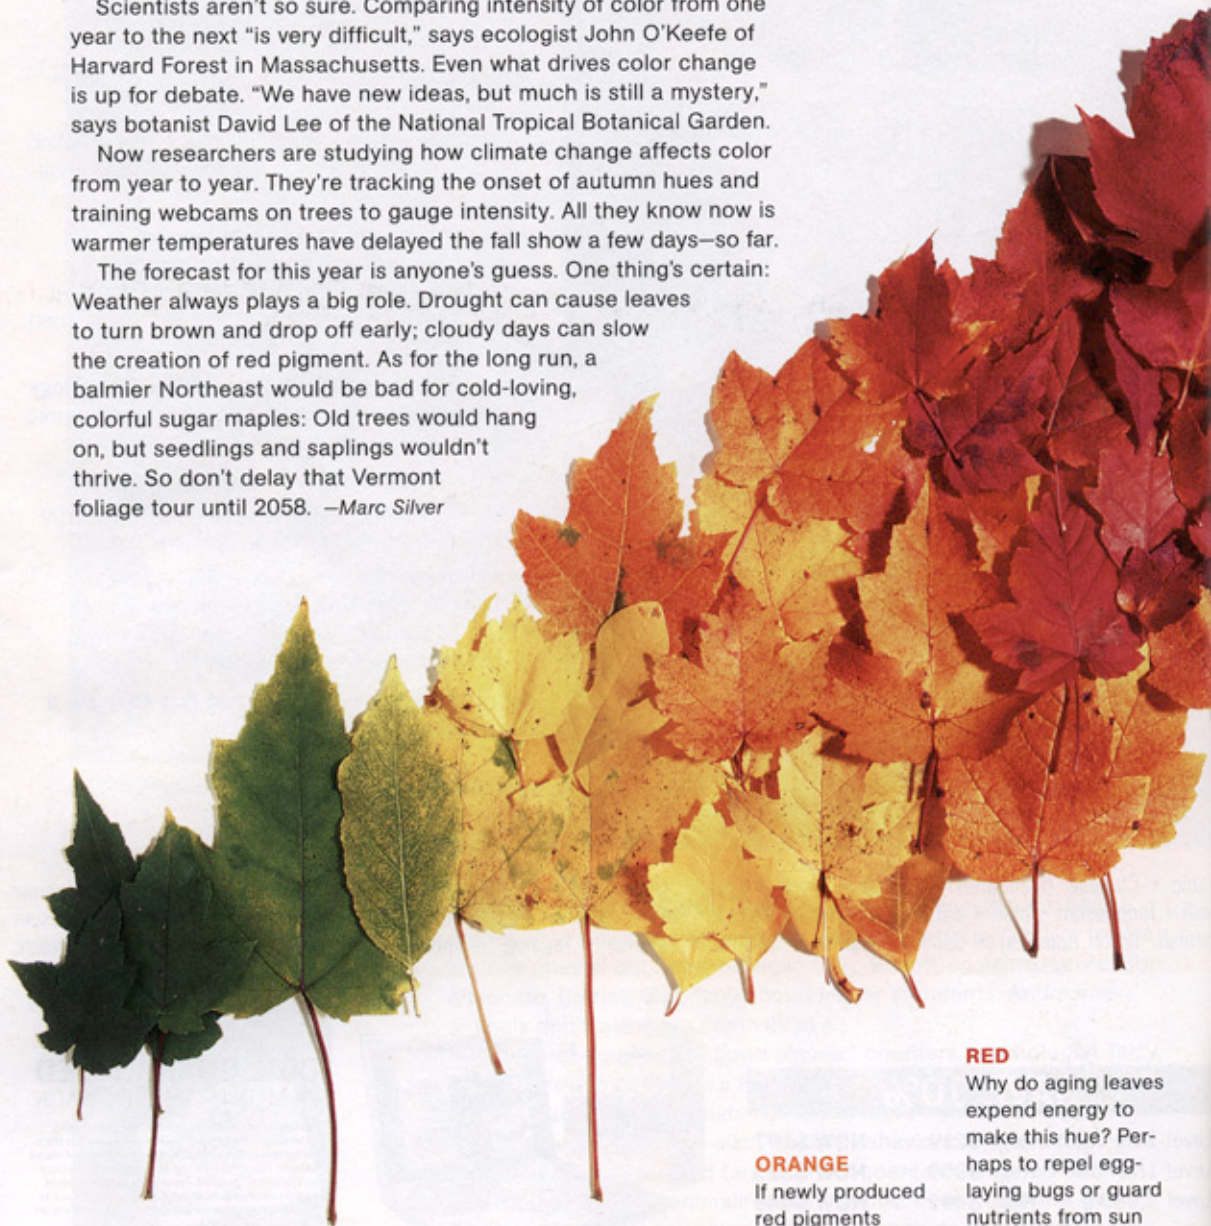 Scientists aren't so sure. Comparing intensity of color from one
year to the next “is very difficult,” says ecologist John O'Keefe of
Harvard Forest in Massachusetts. Even what drives color change
is up for debate. “We have new ideas, but much is still a mystery,”
says botanist David Lee of the National Tropical Botanical Garden.
Now researchers are studying how climate change affects color
from year to year. They're tracking the onset of autumn hues and
training webcams on trees to gauge intensity. All they know now is
warmer temperatures have delayed the fall show a few days—so far.
The forecast for this year is anyone's guess. One thing's certain:
Weather always plays a big role. Drought can cause leaves
to turn brown and drop off early; cloudy days can slow
the creation of red pigment. As for the long run, a
balmier Northeast would be bad for cold-loving,
colorful sugar maples: Old trees would hang
on, but seedlings and saplings wouldn't
thrive. So don't delay that Vermont
foliage tour until 2058. —Marc Silver
ORANGE
If newly produced
red pigments
RED
Why do aging leaves
expend energy to
make this hue? Per-
haps to repel egg-
laying bugs or guard
nutrients from sun